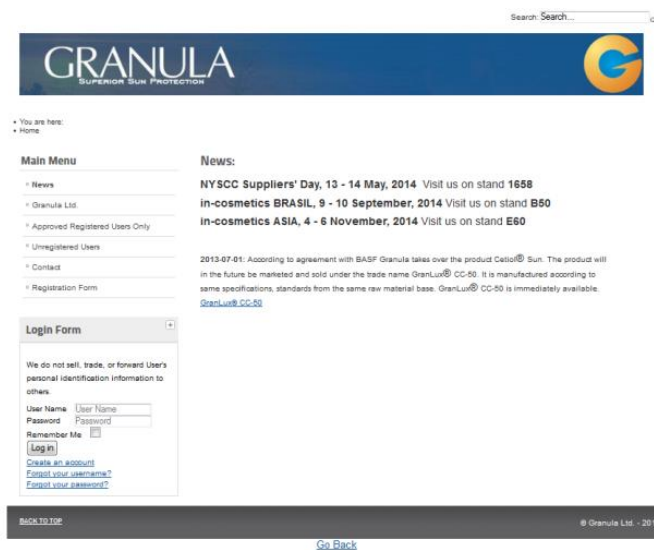 Search: Search...
GRANULA
SUPERIOR SUN PROTECTION
You are here:
Home
Main Menu
News
Granula Ltd.
Approved Registered Users Only
Unregistered Users
Contact
Registration Form
Login Form
We do not sell, trade, or forward User's
personal identification information to
others.
User Name User Name
Password Password
Remember Me
Log in
Create an account
Forgot your username?
Forgot your password?
News:
NYSCC Suppliers' Day, 13 - 14 May, 2014 Visit us on stand 1658
in-cosmetics BRASIL, 9 - 10 September, 2014 Visit us on stand B50
in-cosmetics ASIA, 4 - 6 November, 2014 Visit us on stand E60
2013-07-01: According to agreement with BASF Granula takes over the product Cetiol® Sun. The product will
in the future be marketed and sold under the trade name GranLux® CC-50. It is manufactured according to
same specifications, standards from the same raw material base. GranLux® CC-50 is immediately available.
GranLux® CC-50
BACK TO TOP
© Granula Ltd. - 201
Go Back